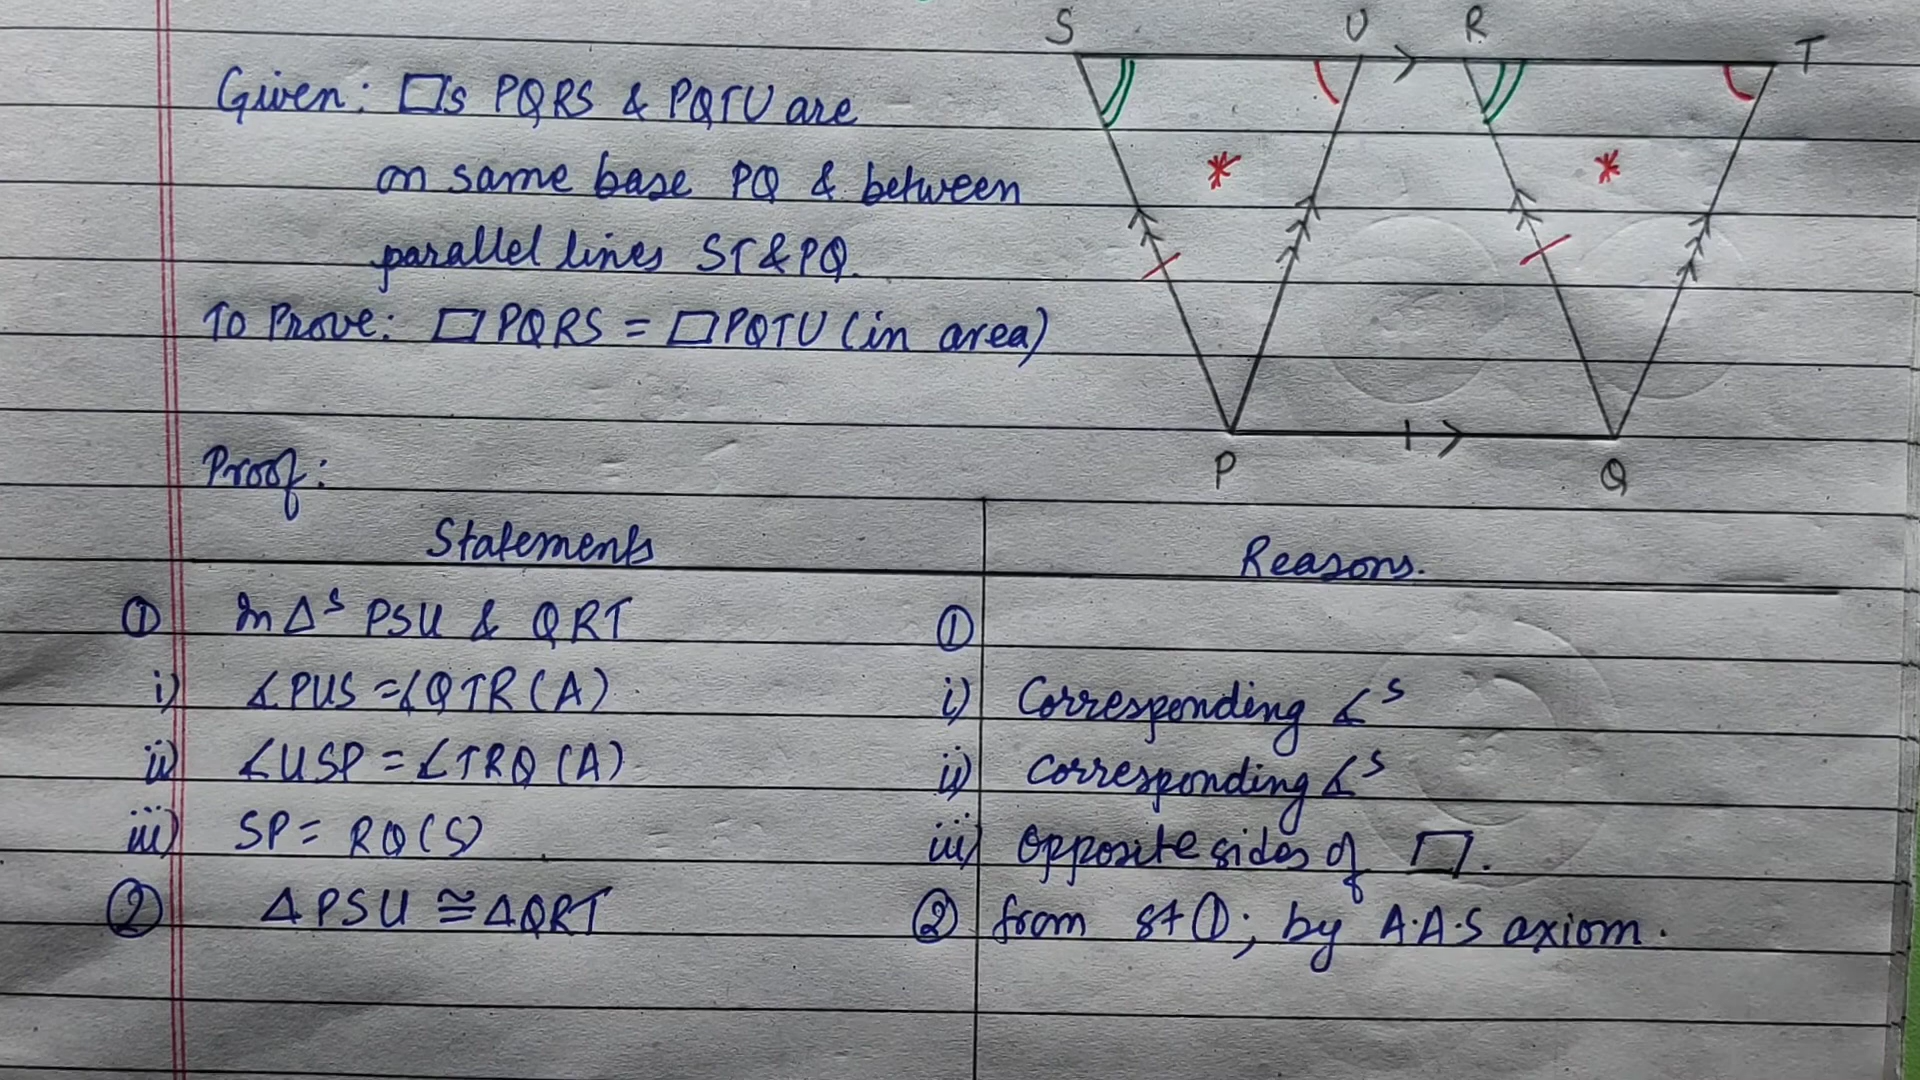 S U R T
Given: ▱s PQRS & PQTU are
on same base PQ & between
parallel lines ST & PQ.
To Prove: ▱PQRS = ▱PQTU (in area)
P Q
Proof:
Statements Reasons.
① In Δˢ PSU & QRT ①
i) ∡PUS = ∡QTR (A) i) Corresponding ∡ˢ
ii) ∡USP = ∡TRQ (A) ii) Corresponding ∡ˢ
iii) SP = RQ (S) iii) Opposite sides of ▱.
② ΔPSU ≅ ΔQRT ② from st ①; by A.A.S axiom.